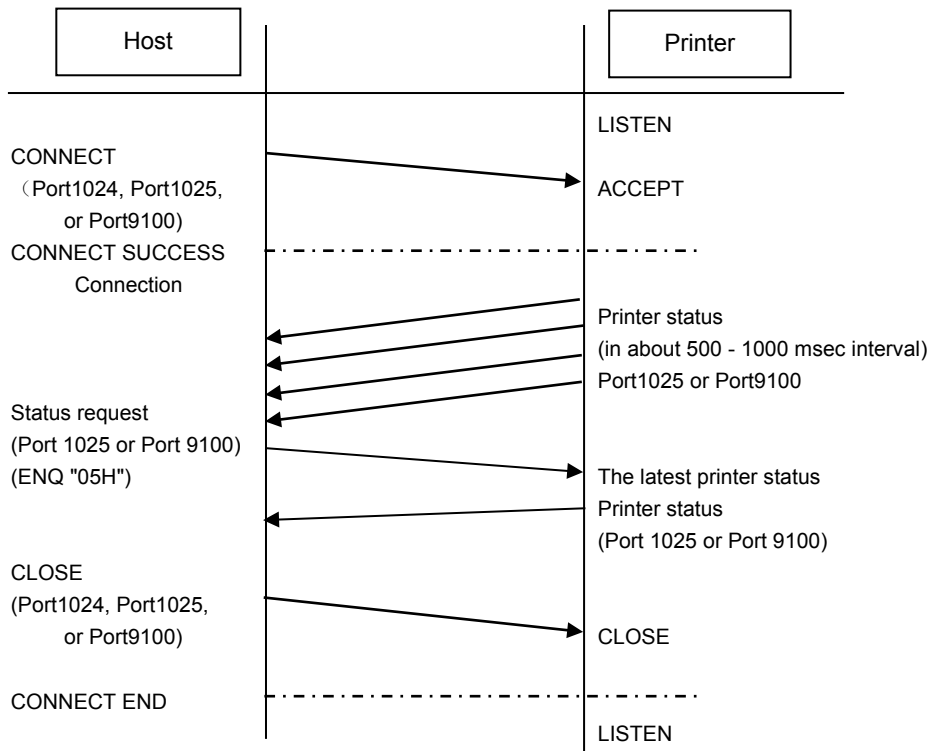 Host
Printer
LISTEN
CONNECT
（Port1024, Port1025,
or Port9100)
ACCEPT
CONNECT SUCCESS
Connection
Printer status
(in about 500 - 1000 msec interval)
Port1025 or Port9100
Status request
(Port 1025 or Port 9100)
(ENQ "05H")
The latest printer status
Printer status
(Port 1025 or Port 9100)
CLOSE
(Port1024, Port1025,
or Port9100)
CLOSE
CONNECT END
LISTEN